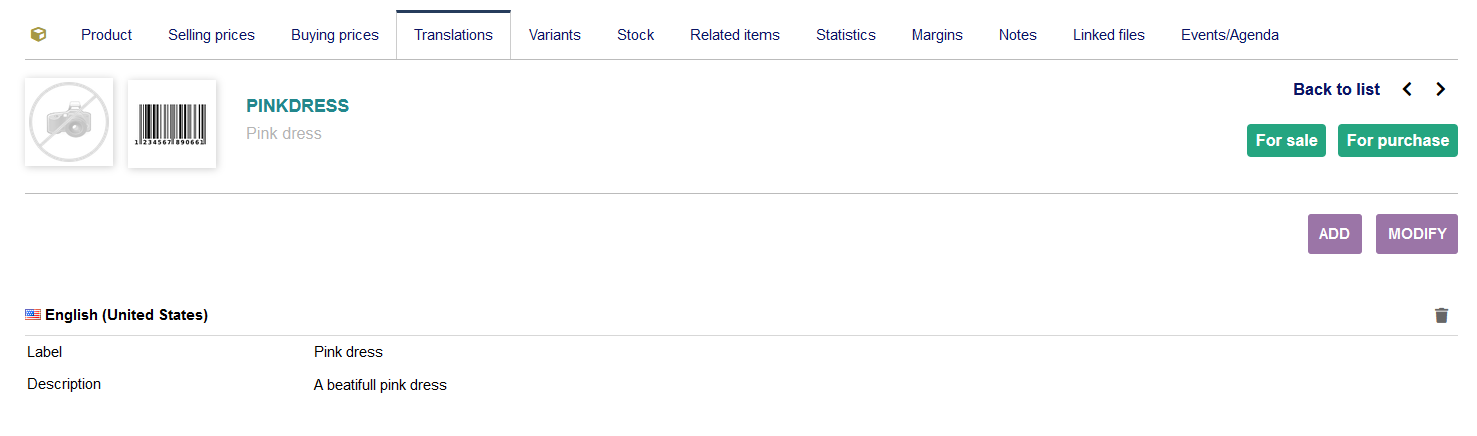 Product Selling prices Buying prices Translations Variants Stock Related items Statistics Margins Notes Linked files Events/Agenda
PINKDRESS
Pink dress
1 234567 890661
Back to list
For sale For purchase
ADD MODIFY
English (United States)
Label Pink dress
Description A beatifull pink dress